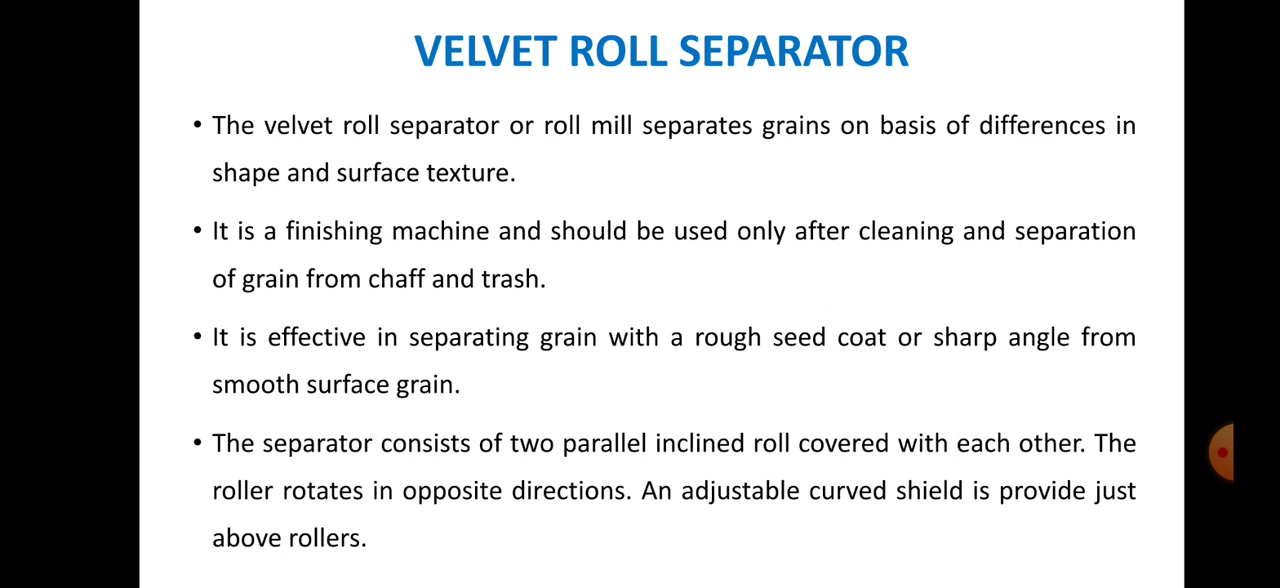 VELVET ROLL SEPARATOR
• The velvet roll separator or roll mill separates grains on basis of differences in
shape and surface texture.
• It is a finishing machine and should be used only after cleaning and separation
of grain from chaff and trash.
• It is effective in separating grain with a rough seed coat or sharp angle from
smooth surface grain.
• The separator consists of two parallel inclined roll covered with each other. The
roller rotates in opposite directions. An adjustable curved shield is provide just
above rollers.